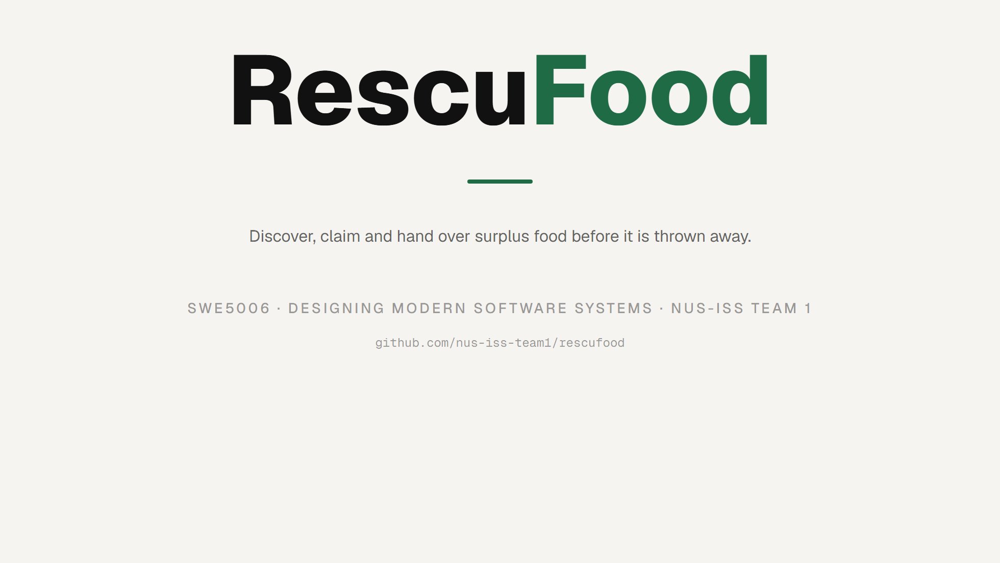 RescuFood
Discover, claim and hand over surplus food before it is thrown away.
SWE5006 · DESIGNING MODERN SOFTWARE SYSTEMS · NUS-ISS TEAM 1
github.com/nus-iss-team1/rescufood